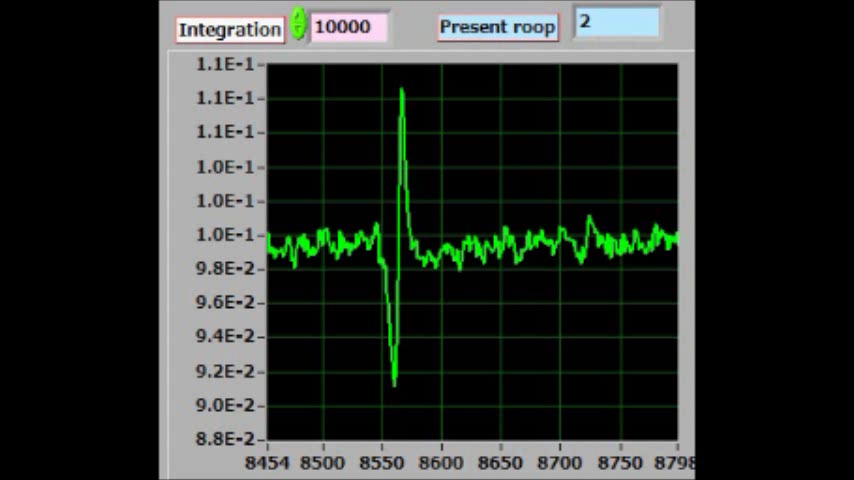 Integration 10000 Present roop 2
1.1E-1
1.1E-1
1.1E-1
1.0E-1
1.0E-1
1.0E-1
9.8E-2
9.6E-2
9.4E-2
9.2E-2
9.0E-2
8.8E-2
8454 8500 8550 8600 8650 8700 8750 8798